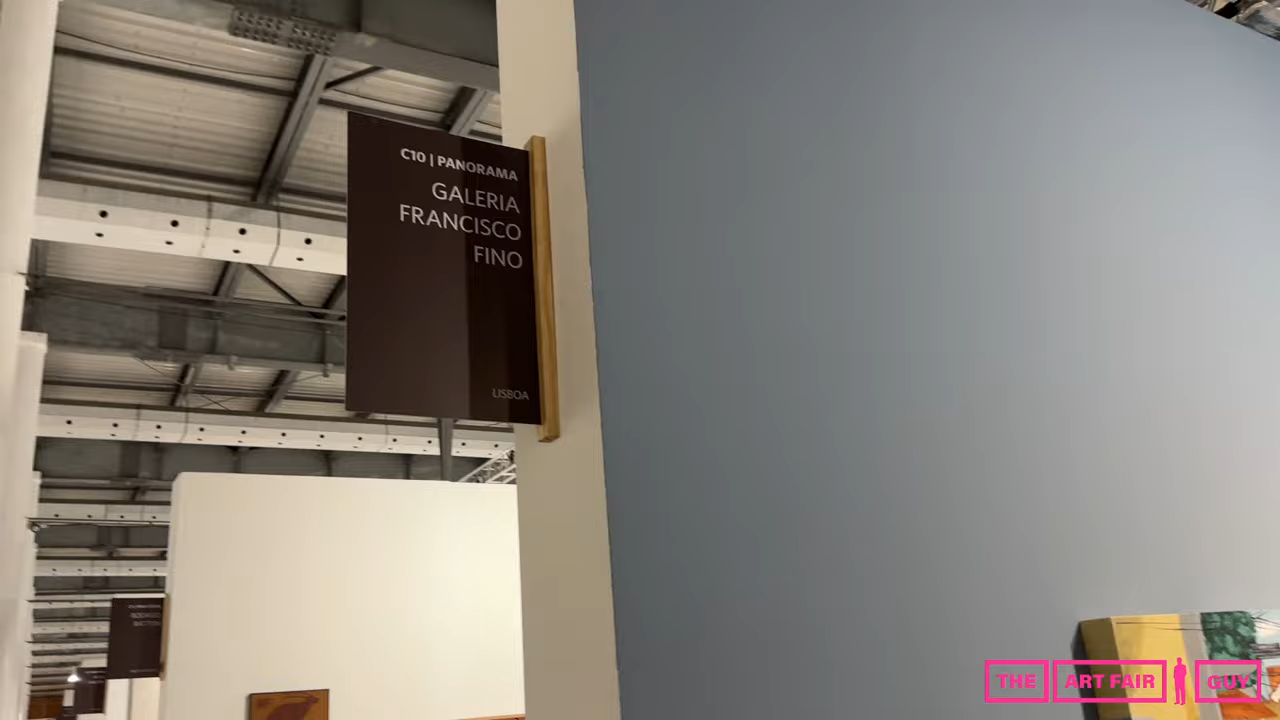 C10 | PANORAMA
GALERIA
FRANCISCO
FINO
LISBOA
THE ART FAIR GUY